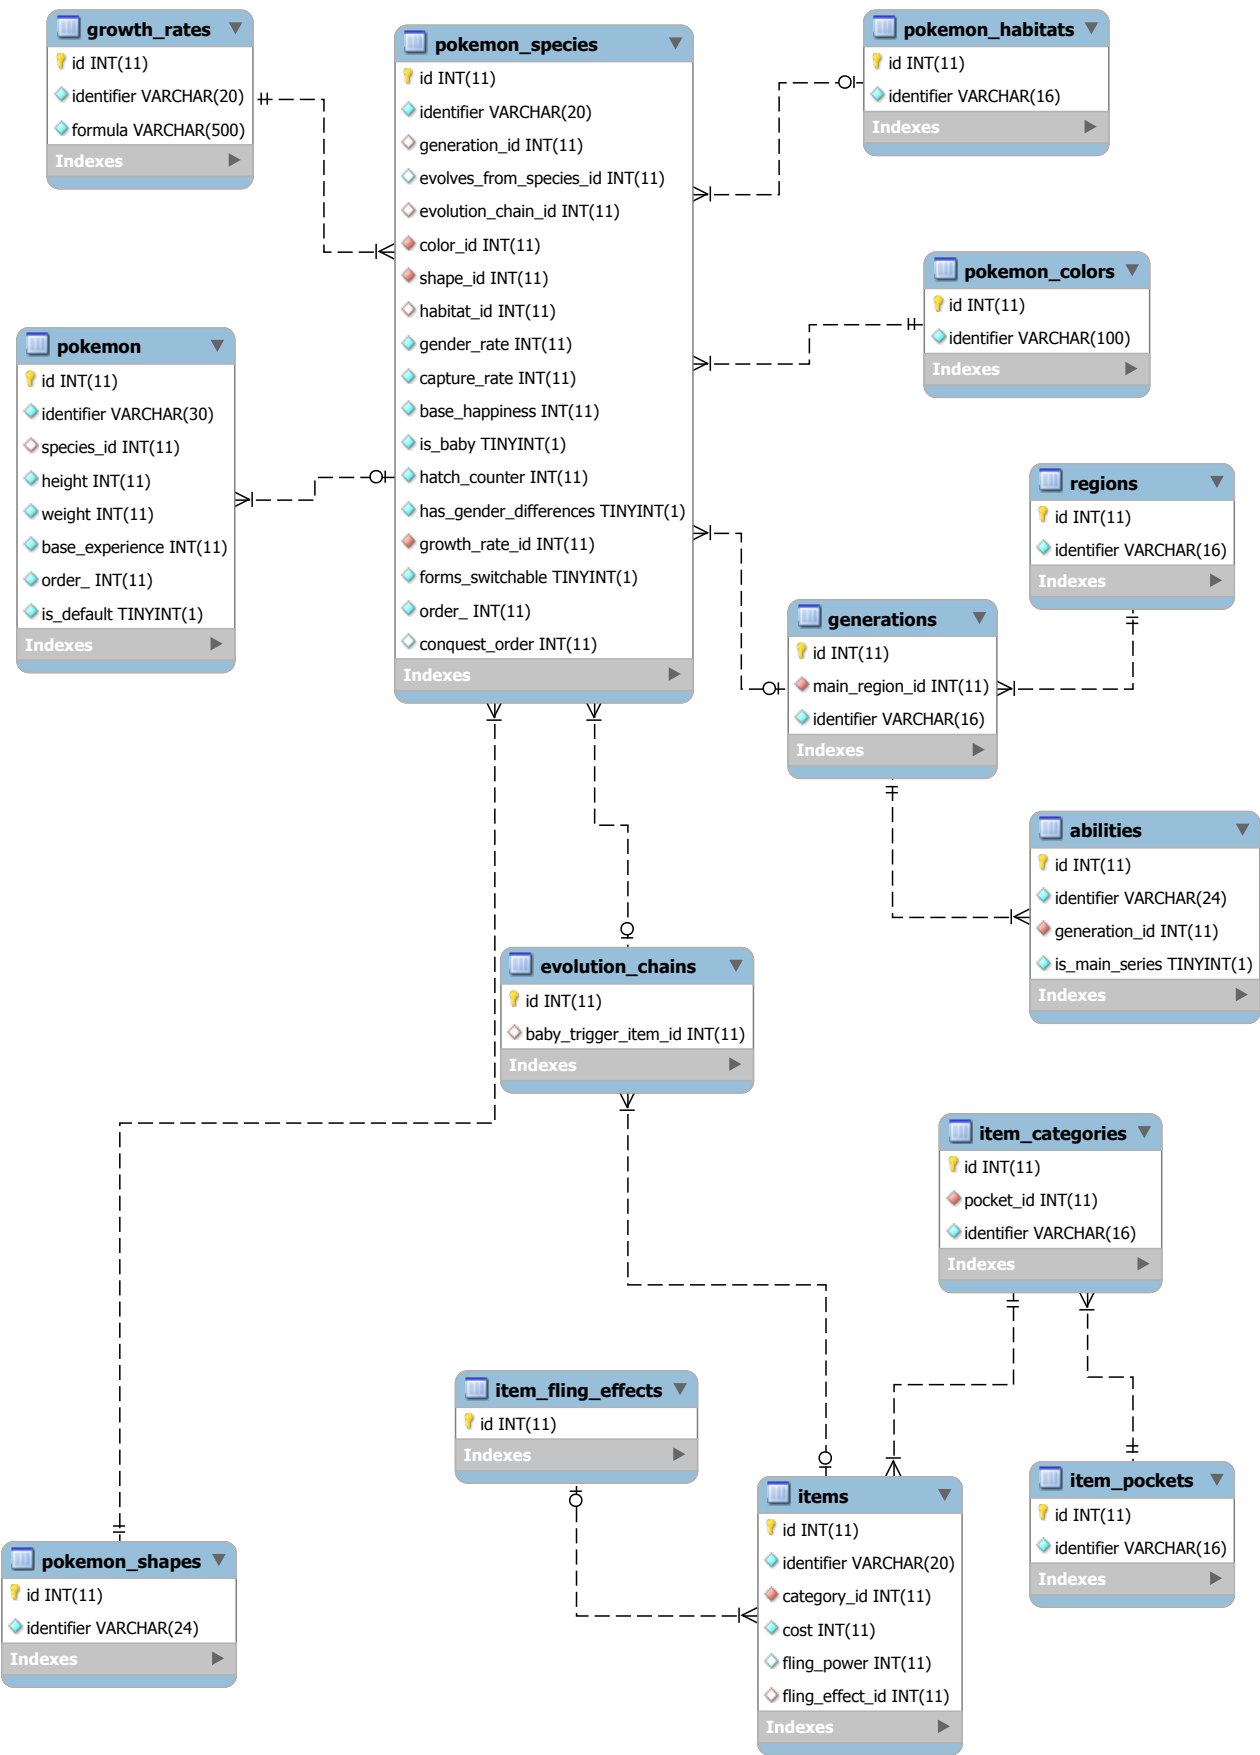 growth_rates
id INT(11)
identifier VARCHAR(20)
formula VARCHAR(500)
Indexes
pokemon_species
id INT(11)
identifier VARCHAR(20)
generation_id INT(11)
evolves_from_species_id INT(11)
evolution_chain_id INT(11)
color_id INT(11)
shape_id INT(11)
habitat_id INT(11)
gender_rate INT(11)
capture_rate INT(11)
base_happiness INT(11)
is_baby TINYINT(1)
hatch_counter INT(11)
has_gender_differences TINYINT(1)
growth_rate_id INT(11)
forms_switchable TINYINT(1)
order_ INT(11)
conquest_order INT(11)
Indexes
pokemon_habitats
id INT(11)
identifier VARCHAR(16)
Indexes
pokemon_colors
id INT(11)
identifier VARCHAR(100)
Indexes
pokemon
id INT(11)
identifier VARCHAR(30)
species_id INT(11)
height INT(11)
weight INT(11)
base_experience INT(11)
order_ INT(11)
is_default TINYINT(1)
Indexes
regions
id INT(11)
identifier VARCHAR(16)
Indexes
generations
id INT(11)
main_region_id INT(11)
identifier VARCHAR(16)
Indexes
abilities
id INT(11)
identifier VARCHAR(24)
generation_id INT(11)
is_main_series TINYINT(1)
Indexes
evolution_chains
id INT(11)
baby_trigger_item_id INT(11)
Indexes
item_categories
id INT(11)
pocket_id INT(11)
identifier VARCHAR(16)
Indexes
item_fling_effects
id INT(11)
Indexes
items
id INT(11)
identifier VARCHAR(20)
category_id INT(11)
cost INT(11)
fling_power INT(11)
fling_effect_id INT(11)
Indexes
item_pockets
id INT(11)
identifier VARCHAR(16)
Indexes
pokemon_shapes
id INT(11)
identifier VARCHAR(24)
Indexes